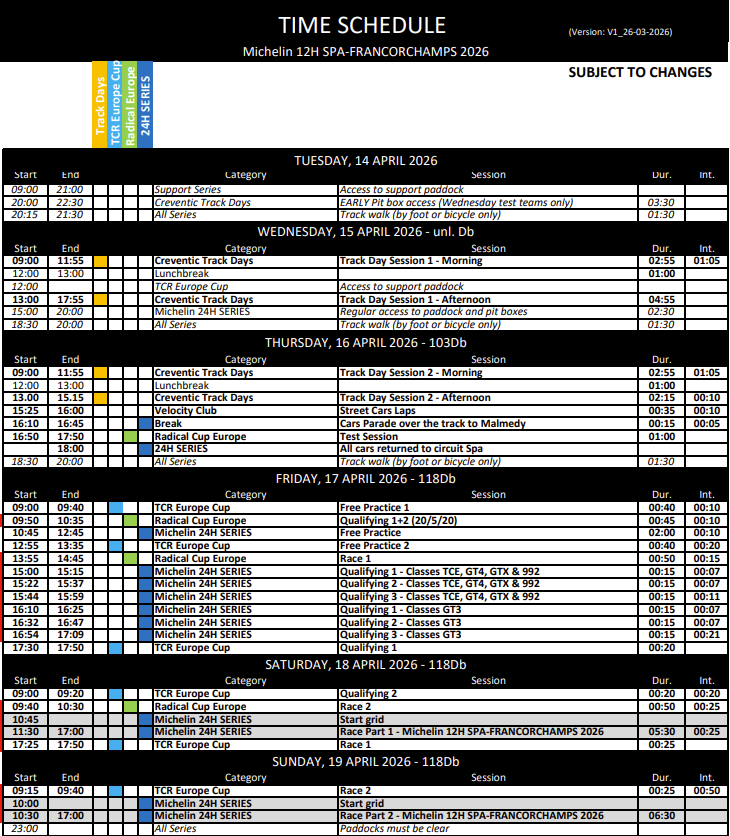 TIME SCHEDULE
(Version: V1_26-03-2026)
Michelin 12H SPA-FRANCORCHAMPS 2026
SUBJECT TO CHANGES
Track Days
TCR Europe Cup
Radical Europe
24H SERIES
TUESDAY, 14 APRIL 2026
Start End Category Session Dur. Int.
09:00 21:00 Support Series Access to support paddock
20:00 22:30 Creventic Track Days EARLY Pit box access (Wednesday test teams only) 03:30
20:15 21:30 All Series Track walk (by foot or bicycle only) 01:30
WEDNESDAY, 15 APRIL 2026 - unl. Db
Start End Category Session Dur. Int.
09:00 11:55 Creventic Track Days Track Day Session 1 - Morning 02:55 01:05
12:00 13:00 Lunchbreak 01:00
12:00 TCR Europe Cup Access to support paddock
13:00 17:55 Creventic Track Days Track Day Session 1 - Afternoon 04:55
15:00 20:00 Michelin 24H SERIES Regular access to paddock and pit boxes 02:30
18:30 20:00 All Series Track walk (by foot or bicycle only) 01:30
THURSDAY, 16 APRIL 2026 - 103Db
Start End Category Session Dur.
09:00 11:55 Creventic Track Days Track Day Session 2 - Morning 02:55 01:05
12:00 13:00 Lunchbreak 01:00
13.00 15.15 Creventic Track Days Track Day Session 2 - Afternoon 02:15 00:10
15:25 16:00 Velocity Club Street Cars Laps 00:35 00:10
16:10 16:45 Break Cars Parade over the track to Malmedy 00:15 00:05
16:50 17:50 Radical Cup Europe Test Session 01:00
18:00 24H SERIES All cars returned to circuit Spa
18:30 20:00 All Series Track walk (by foot or bicycle only) 01:30
FRIDAY, 17 APRIL 2026 - 118Db
Start End Category Session Dur. Int.
09:00 09:40 TCR Europe Cup Free Practice 1 00:40 00:10
09:50 10:35 Radical Cup Europe Qualifying 1+2 (20/5/20) 00:45 00:10
10:45 12:45 Michelin 24H SERIES Free Practice 02:00 00:10
12:55 13:35 TCR Europe Cup Free Practice 2 00:40 00:20
13:55 14:45 Radical Cup Europe Race 1 00:50 00:15
15:00 15:15 Michelin 24H SERIES Qualifying 1 - Classes TCE, GT4, GTX & 992 00:15 00:07
15:22 15:37 Michelin 24H SERIES Qualifying 2 - Classes TCE, GT4, GTX & 992 00:15 00:07
15:44 15:59 Michelin 24H SERIES Qualifying 3 - Classes TCE, GT4, GTX & 992 00:15 00:11
16:10 16:25 Michelin 24H SERIES Qualifying 1 - Classes GT3 00:15 00:07
16:32 16:47 Michelin 24H SERIES Qualifying 2 - Classes GT3 00:15 00:07
16:54 17:09 Michelin 24H SERIES Qualifying 3 - Classes GT3 00:15 00:21
17:30 17:50 TCR Europe Cup Qualifying 1 00:20
SATURDAY, 18 APRIL 2026 - 118Db
Start End Category Session Dur. Int.
09:00 09:20 TCR Europe Cup Qualifying 2 00:20 00:20
09:40 10:30 Radical Cup Europe Race 2 00:50 00:25
10:45 Michelin 24H SERIES Start grid
11:30 17:00 Michelin 24H SERIES Race Part 1 - Michelin 12H SPA-FRANCORCHAMPS 2026 05:30 00:25
17:25 17:50 TCR Europe Cup Race 1 00:25
SUNDAY, 19 APRIL 2026 - 118Db
Start End Category Session Dur. Int.
09:15 09:40 TCR Europe Cup Race 2 00:25 00:50
10:00 Michelin 24H SERIES Start grid
10:30 17:00 Michelin 24H SERIES Race Part 2 - Michelin 12H SPA-FRANCORCHAMPS 2026 06:30
23:00 All Series Paddocks must be clear